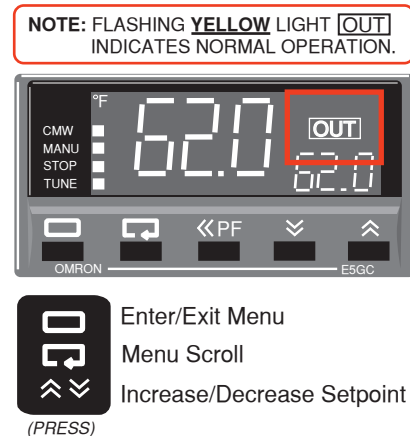 NOTE: FLASHING YELLOW LIGHT OUT
INDICATES NORMAL OPERATION.
°F
62.0
OUT
CMW
MANU
STOP
TUNE
62.0
PF
OMRON
E5GC
Enter/Exit Menu
Menu Scroll
Increase/Decrease Setpoint
(PRESS)